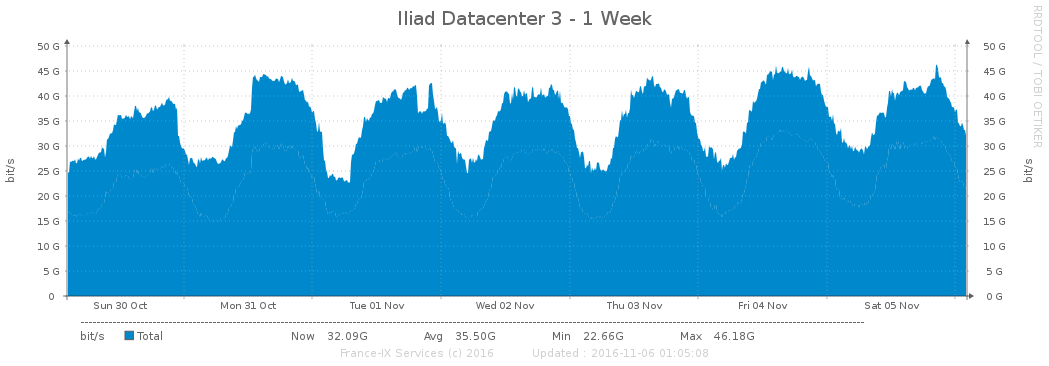 Iliad Datacenter 3 - 1 Week
RRDTOOL / TOBI OETIKER
50 G 50 G
45 G 45 G
40 G 40 G
35 G 35 G
30 G 30 G
25 G 25 G
20 G 20 G
15 G 15 G
10 G 10 G
5 G 5 G
0 0 G
bit/s
bit/s
Sun 30 Oct Mon 31 Oct Tue 01 Nov Wed 02 Nov Thu 03 Nov Fri 04 Nov Sat 05 Nov
bit/s Total Now 32.09G Avg 35.50G Min 22.66G Max 46.18G
France-IX Services (c) 2016 Updated : 2016-11-06 01:05:08